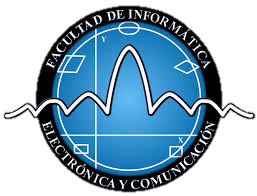 FACULTAD DE INFORMÁTICA
Y
X
ELECTRÓNICA Y COMUNICACIÓN